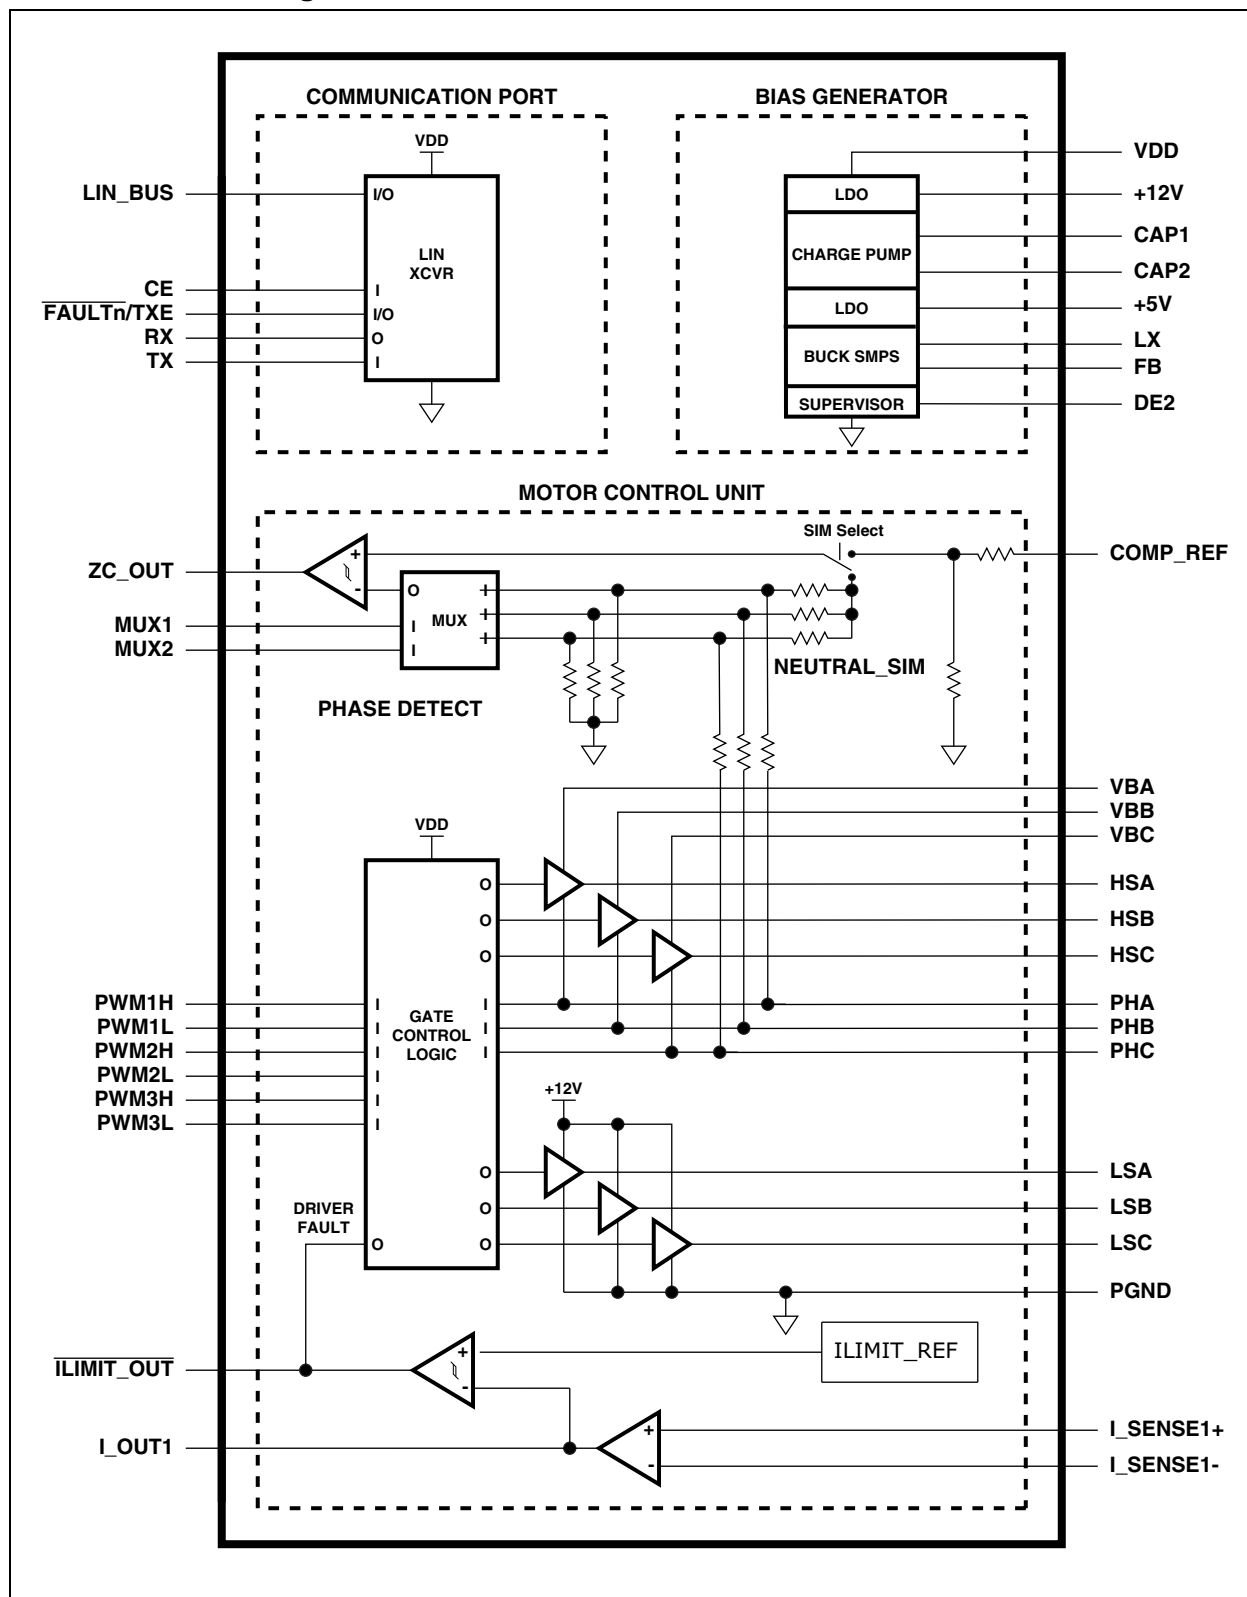 COMMUNICATION PORT
BIAS GENERATOR
VDD
LIN_BUS
I/O
LIN
XCVR
CE
I
FAULTn/TXE
I/O
RX
O
TX
I
VDD
LDO
+12V
CHARGE PUMP
CAP1
CAP2
LDO
+5V
BUCK SMPS
LX
FB
SUPERVISOR
DE2
MOTOR CONTROL UNIT
SIM Select
COMP_REF
ZC_OUT
+
-
O
MUX
I
I
+
+
+
MUX1
MUX2
NEUTRAL_SIM
PHASE DETECT
VBA
VBB
VBC
VDD
O
HSA
O
HSB
O
HSC
PWM1H
I
GATE
CONTROL
LOGIC
I
PHA
PWM1L
I
I
PHB
PWM2H
I
I
PHC
PWM2L
I
PWM3H
I
PWM3L
I
+12V
O
LSA
O
LSB
DRIVER
FAULT
O
O
LSC
PGND
ILIMIT_OUT
+
-
ILIMIT_REF
I_OUT1
+
-
I_SENSE1+
I_SENSE1-